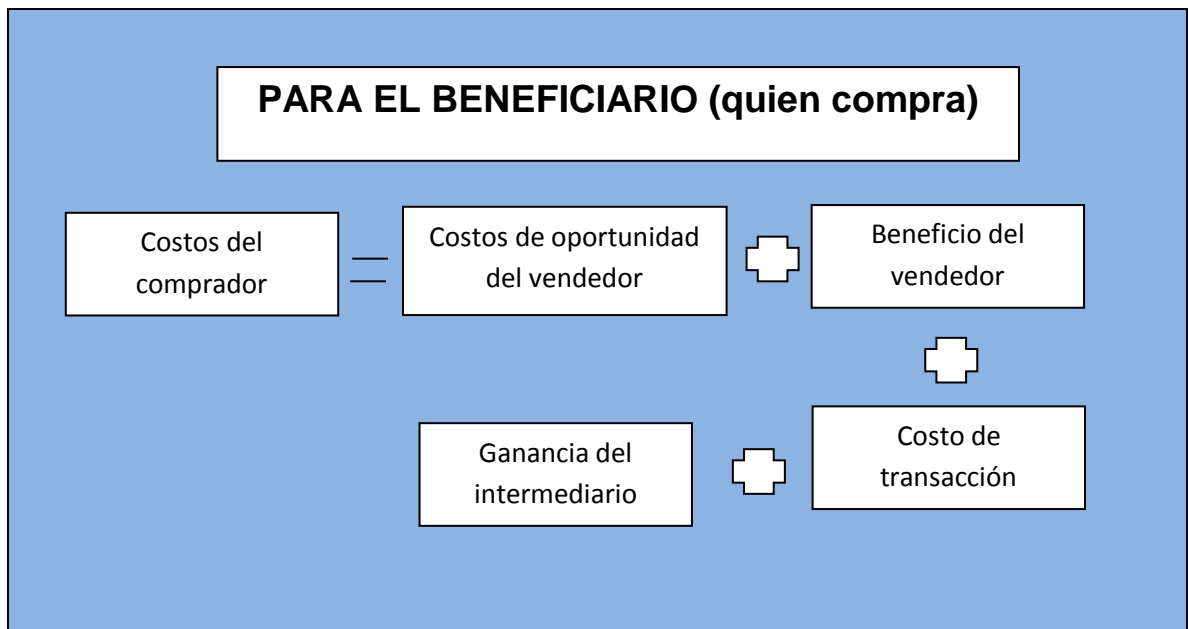 PARA EL BENEFICIARIO (quien compra)
Costos del
comprador
=
Costos de oportunidad
del vendedor
Beneficio del
vendedor
Costo de
transacción
Ganancia del
intermediario